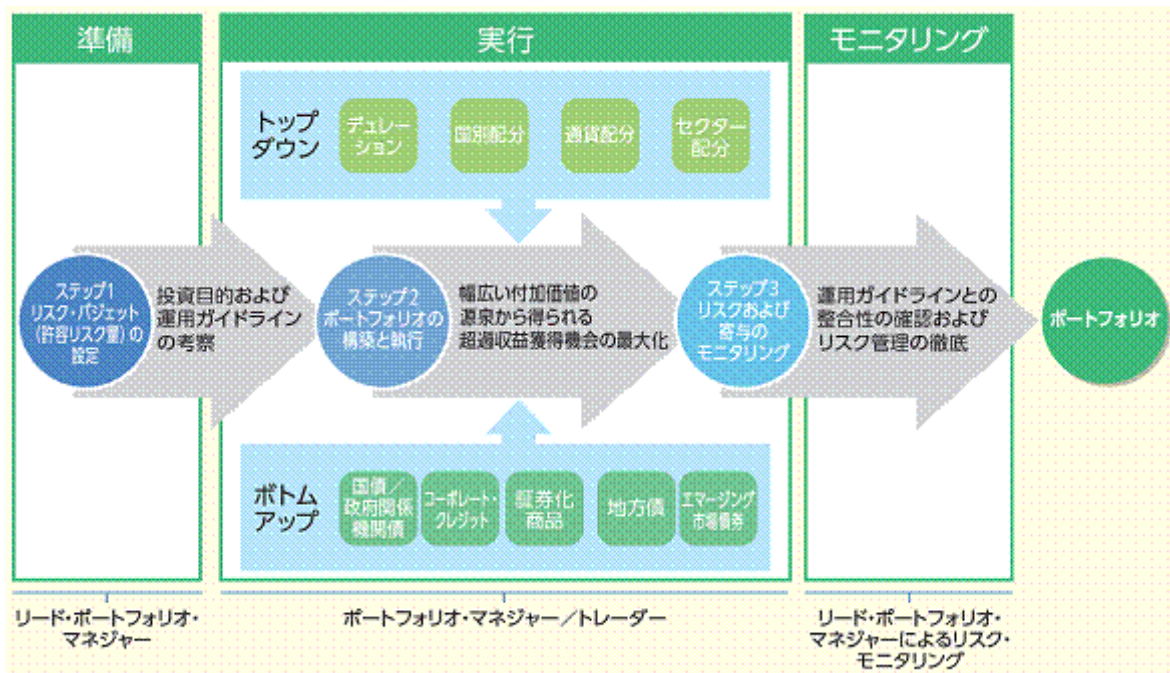 準備
実行
モニタリング
トップ
ダウン
デュレー
ション
国別配分
通貨配分
セクター
配分
ステップ1
リスク・バジェット
(許容リスク量)の
設定
投資目的および
運用ガイドライン
の考察
ステップ2
ポートフォリオの
構築と執行
幅広い付加価値の
源泉から得られる
超過収益獲得機会の最大化
ステップ3
リスクおよび
寄与の
モニタリング
運用ガイドラインとの
整合性の確認および
リスク管理の徹底
ポートフォリオ
ボトム
アップ
国債/
政府関係
機関債
コーポレート・
クレジット
証券化
商品
地方債
エマージング
市場債券
リード・ポートフォリオ・
マネジャー
ポートフォリオ・マネジャー/トレーダー
リード・ポートフォリオ・
マネジャーによるリスク・
モニタリング